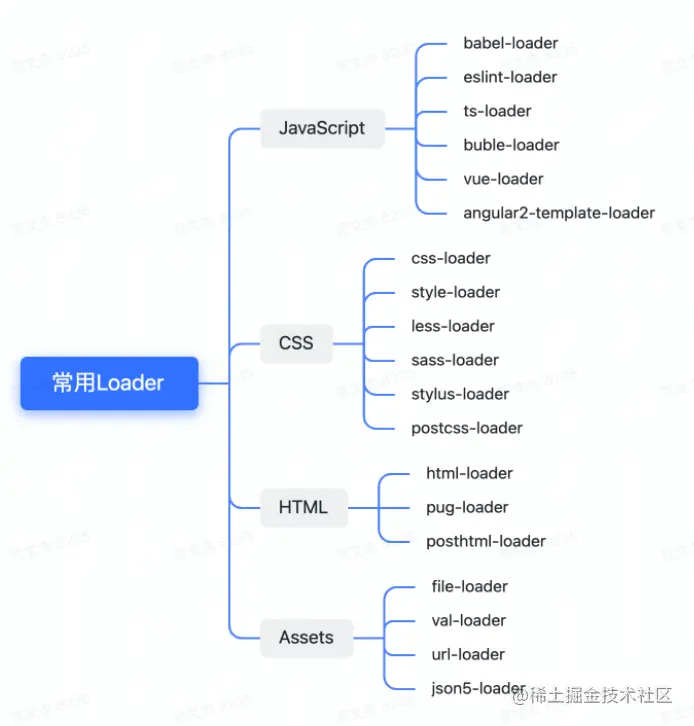 常用Loader
JavaScript
babel-loader
eslint-loader
ts-loader
buble-loader
vue-loader
angular2-template-loader
CSS
css-loader
style-loader
less-loader
sass-loader
stylus-loader
postcss-loader
HTML
html-loader
pug-loader
posthtml-loader
Assets
file-loader
val-loader
url-loader
json5-loader
@稀土掘金技术社区